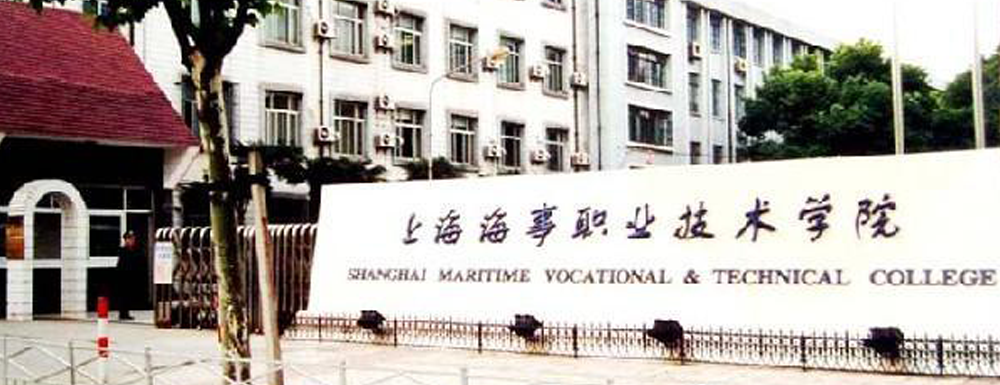 上海海事职业技术学院
SHANGHAI MARITIME VOCATIONAL & TECHNICAL COLLEGE